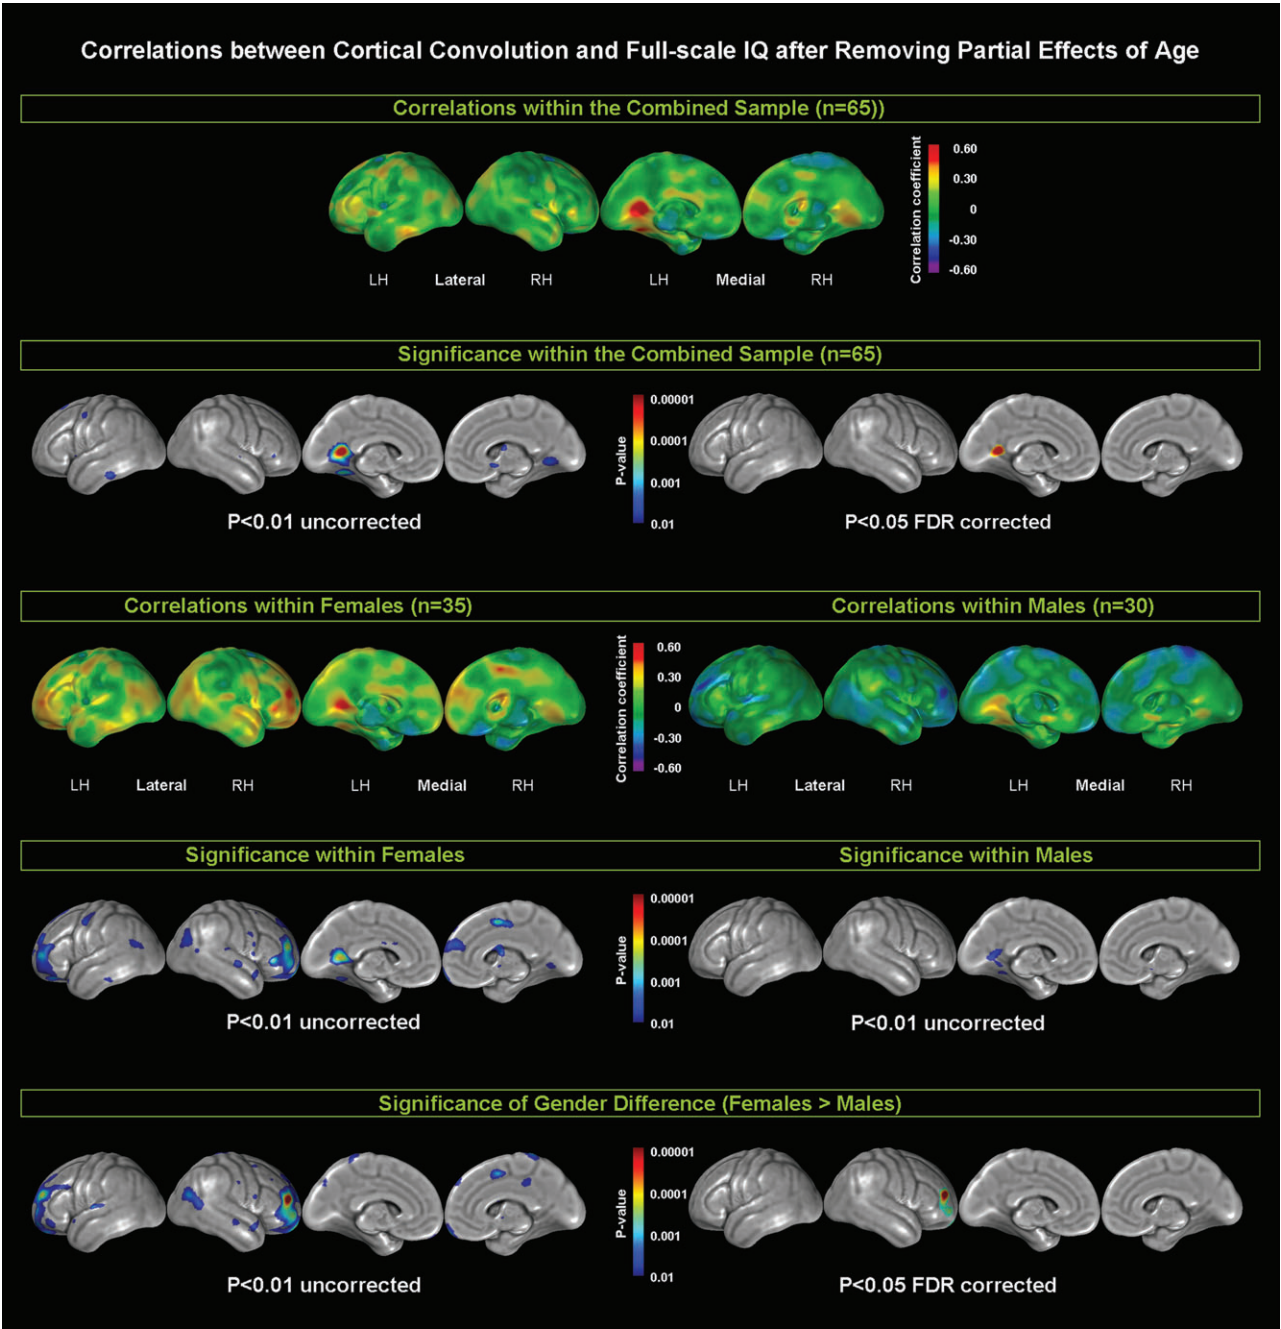 Correlations between Cortical Convolution and Full-scale IQ after Removing Partial Effects of Age
Correlations within the Combined Sample (n=65))
Correlation coefficient
0.60
0.30
0
-0.30
-0.60
LH Lateral RH LH Medial RH
Significance within the Combined Sample (n=65)
P-value
0.00001
0.0001
0.001
0.01
P<0.01 uncorrected
P<0.05 FDR corrected
Correlations within Females (n=35)
Correlations within Males (n=30)
Correlation coefficient
0.60
0.30
0
-0.30
-0.60
LH Lateral RH LH Medial RH
LH Lateral RH LH Medial RH
Significance within Females
Significance within Males
P-value
0.00001
0.0001
0.001
0.01
P<0.01 uncorrected
P<0.01 uncorrected
Significance of Gender Difference (Females > Males)
P-value
0.00001
0.0001
0.001
0.01
P<0.01 uncorrected
P<0.05 FDR corrected